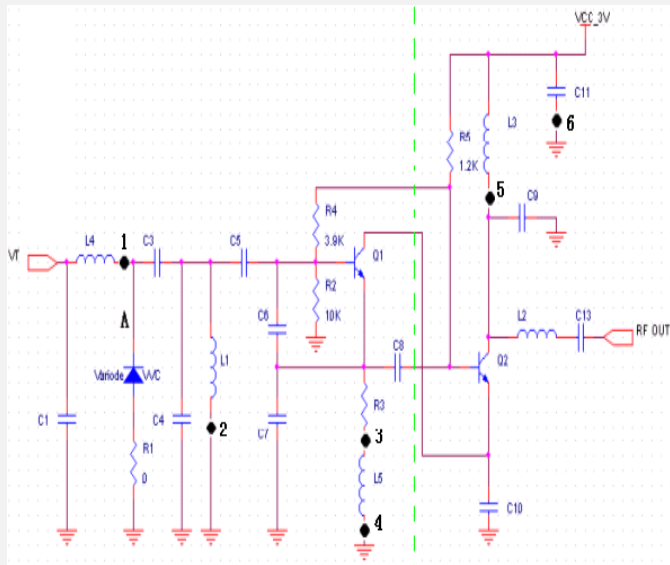 VCC_3V
C11
6
L3
R5
1.2K
5
C9
R4
3.9K
1
L4
C3
C5
VT
Q1
R2
10K
A
C6
L2
C13
RF OUT
C8
Q2
Variode
VVC
L1
R3
C1
C4
2
C7
3
R1
0
L5
C10
4